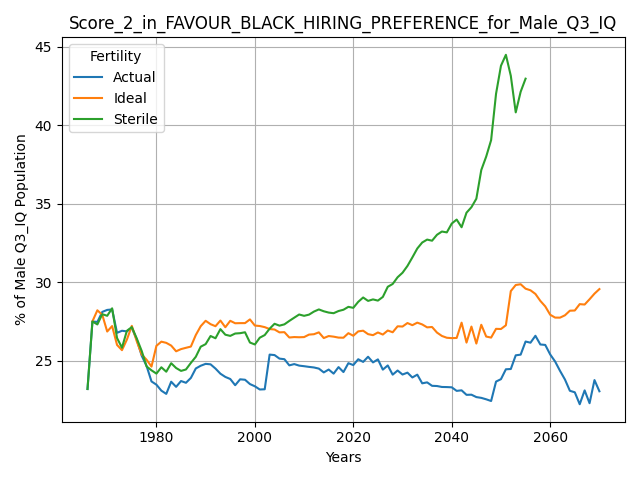 Score_2_in_FAVOUR_BLACK_HIRING_PREFERENCE_for_Male_Q3_IQ
45
40
35
30
25
% of Male Q3_IQ Population
Fertility
Actual
Ideal
Sterile
1980 2000 2020 2040 2060
Years